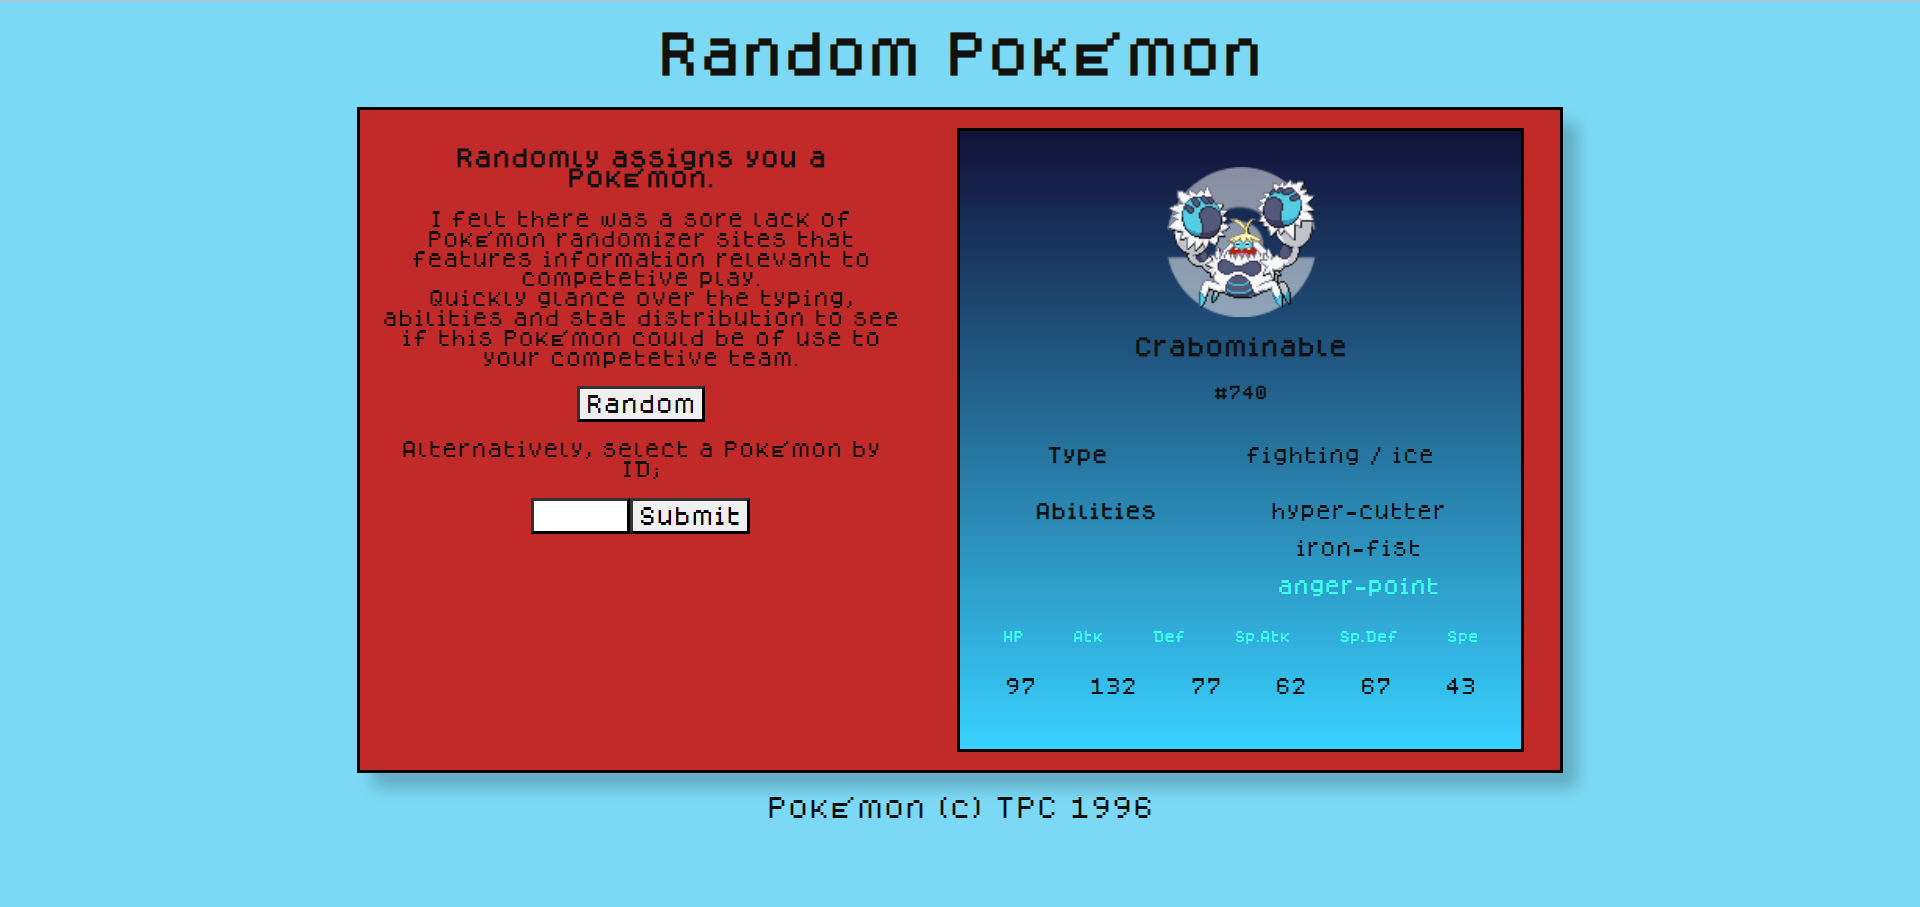 Random Poké́mon
Randomly assigns you a
Pokémon.
I felt there was a sore lack of
Pokémon randomizer sites that
features information relevant to
competetive play.
Quickly glance over the typing,
abilities and stat distribution to see
if this Pokémon could be of use to
your competetive team.
Random
Alternatively, select a Pokémon by
ID;
Submit
Crabominable
#740
Type fighting / ice
Abilities hyper-cutter
iron-fist
anger-point
HP Atk Def Sp.Atk Sp.Def Spe
97 132 77 62 67 43
Pokémon (c) TPC 1996